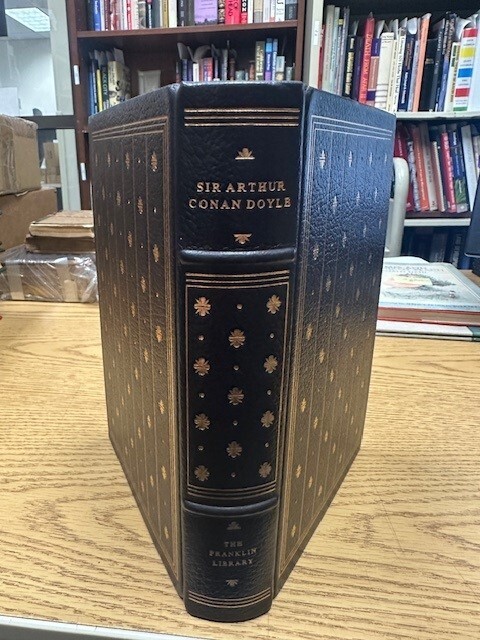 SIR ARTHUR
CONAN DOYLE
THE
FRANKLIN
LIBRARY